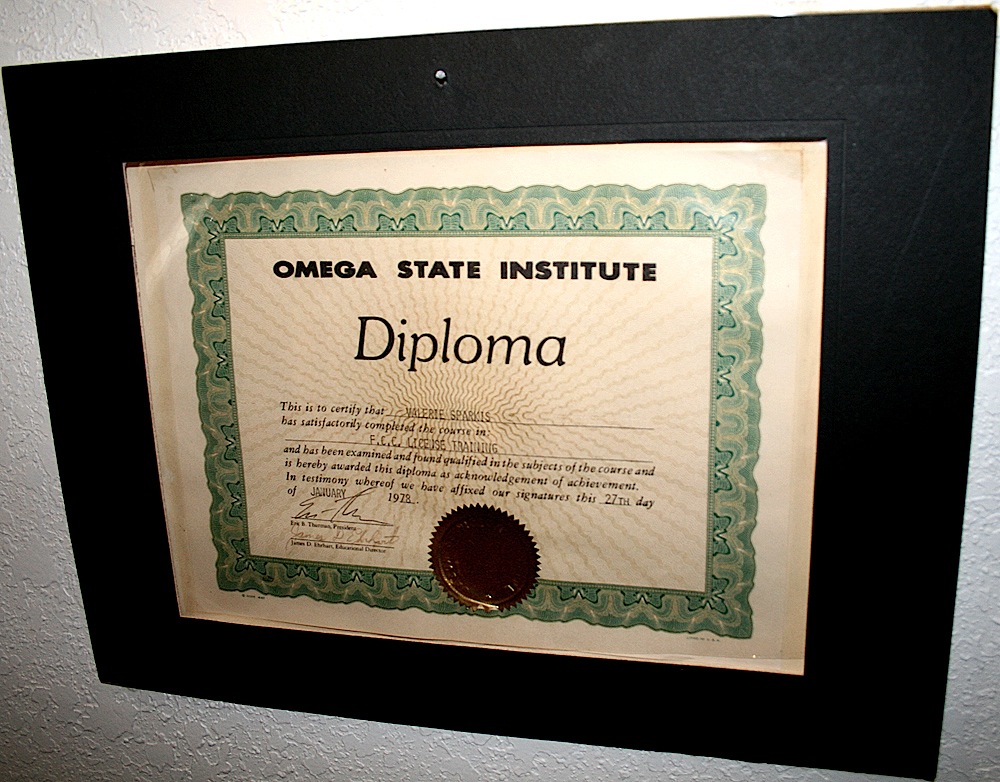 OMEGA STATE INSTITUTE
Diploma
This is to certify that VALERIE SPARKIS
has satisfactorily completed the course in:
F.C.C. LICENSE TRAINING
and has been examined and found qualified in the subjects of the course and
is hereby awarded this diploma as acknowledgement of achievement.
In testimony whereof we have affixed our signatures this 27TH day
of JANUARY 1978.
Eric B. Thurman, President
James D. Ehrhart
James D. Ehrhart, Educational Director